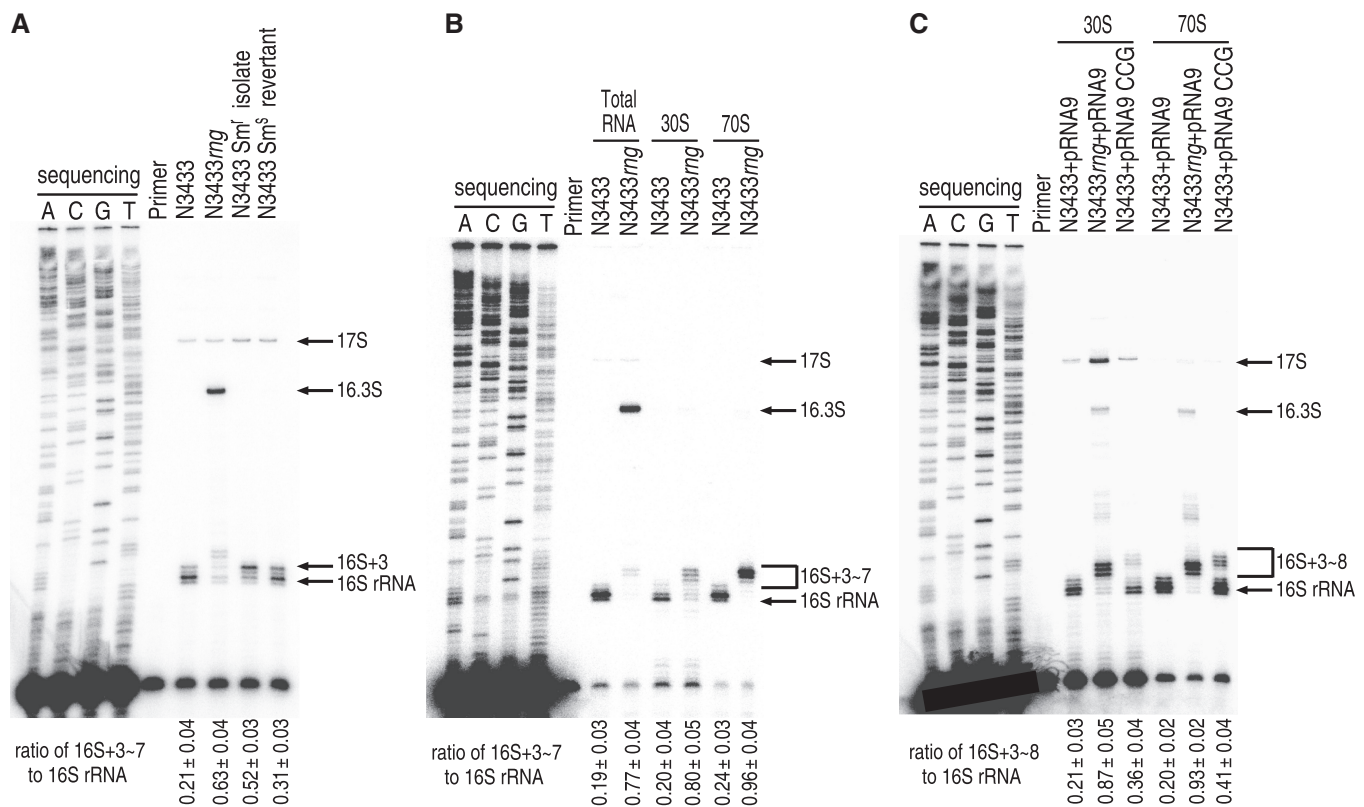 A
sequencing
A C G T
Primer
N3433
N3433rng
N3433 Smʳ isolate
N3433 Smˢ revertant
17S
16.3S
16S+3
16S rRNA
ratio of 16S+3~7
to 16S rRNA
0.21± 0.04
0.63± 0.04
0.52± 0.03
0.31± 0.03
B
Total
RNA
30S
70S
sequencing
A C G T
Primer
N3433
N3433rng
N3433
N3433rng
N3433
N3433rng
17S
16.3S
16S+3~7
16S rRNA
ratio of 16S+3~7
to 16S rRNA
0.19± 0.03
0.77± 0.04
0.20± 0.04
0.80± 0.05
0.24± 0.03
0.96± 0.04
C
30S
70S
sequencing
A C G T
Primer
N3433+pRNA9
N3433rng+pRNA9
N3433+pRNA9 CCG
N3433+pRNA9
N3433rng+pRNA9
N3433+pRNA9 CCG
17S
16.3S
16S+3~8
16S rRNA
ratio of 16S+3~8
to 16S rRNA
0.21± 0.03
0.87± 0.05
0.36± 0.04
0.20± 0.02
0.93± 0.02
0.41± 0.04